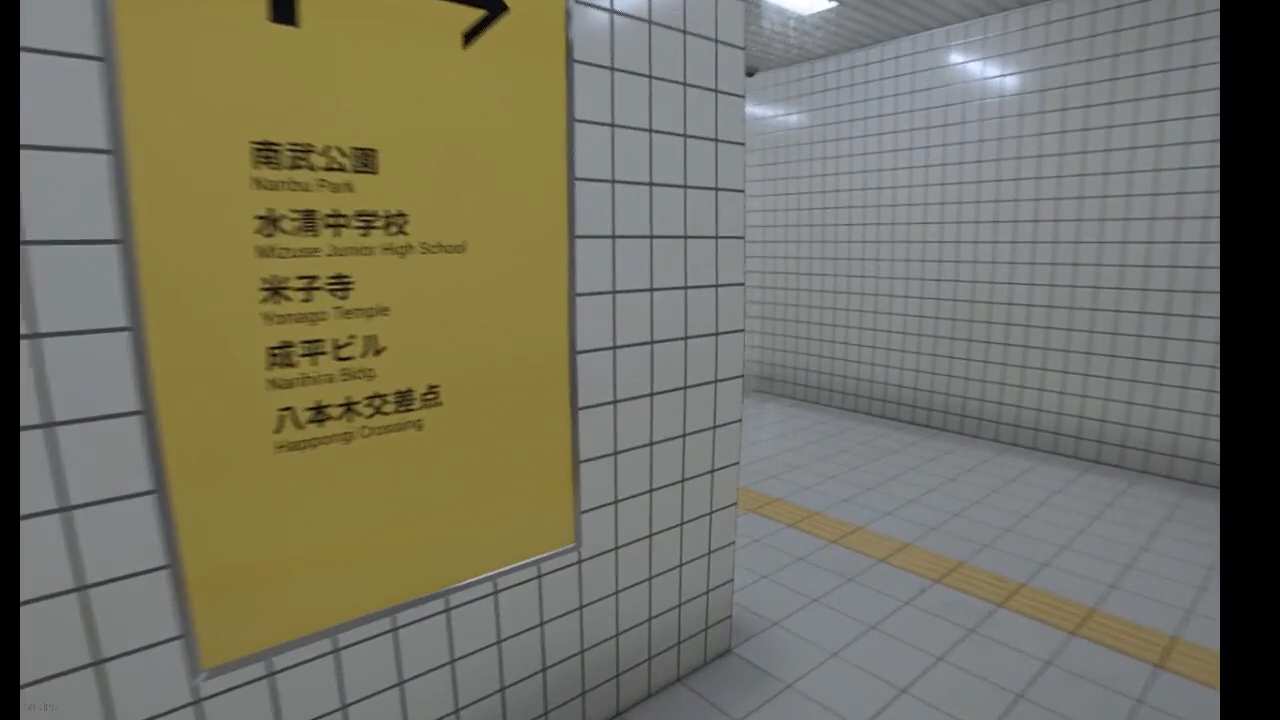 南武公園
Nanbu Park
水清中学校
Mizuse Junior High School
米子寺
Yonago Temple
成平ビル
Narihira Bldg
八本木交差点
Happongi Crossing